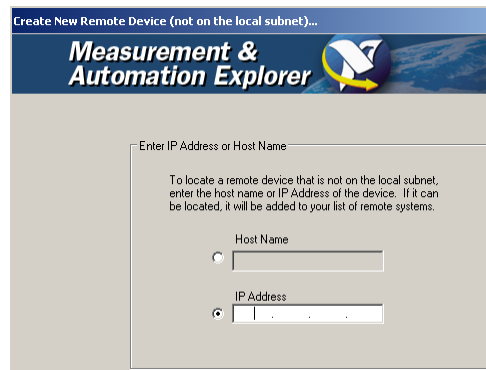 Create New Remote Device (not on the local subnet)...
Measurement &
Automation Explorer
Enter IP Address or Host Name
To locate a remote device that is not on the local subnet,
enter the host name or IP Address of the device. If it can
be located, it will be added to your list of remote systems.
Host Name
IP Address
. . .